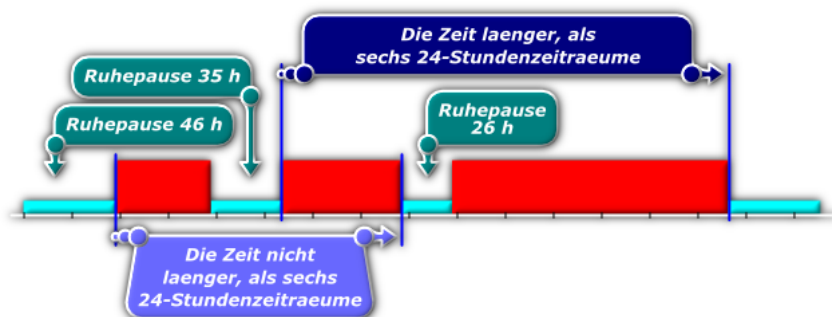 Die Zeit laenger, als
sechs 24-Stundenzeitraeume
Ruhepause 35 h
Ruhepause 46 h
Ruhepause
26 h
Die Zeit nicht
laenger, als sechs
24-Stundenzeitraeume